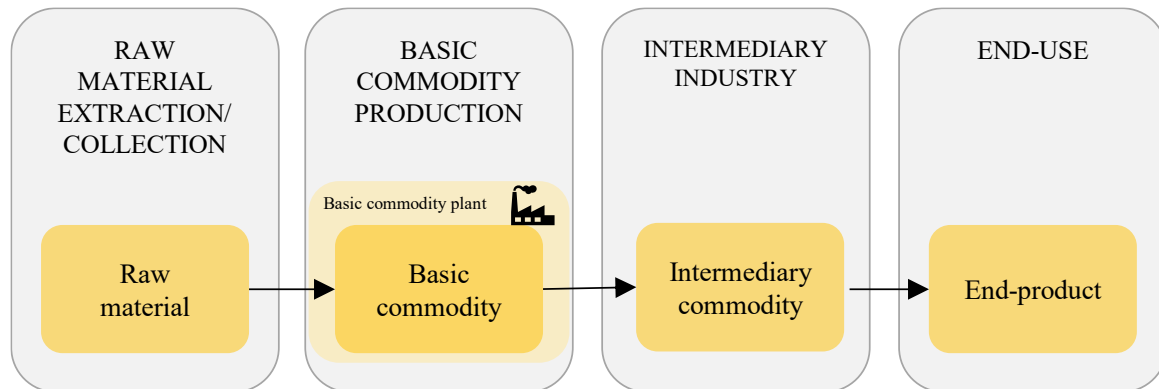 RAW
MATERIAL
EXTRACTION/
COLLECTION
BASIC
COMMODITY
PRODUCTION
INTERMEDIARY
INDUSTRY
END-USE
Basic commodity plant
Raw
material
Basic
commodity
Intermediary
commodity
End-product